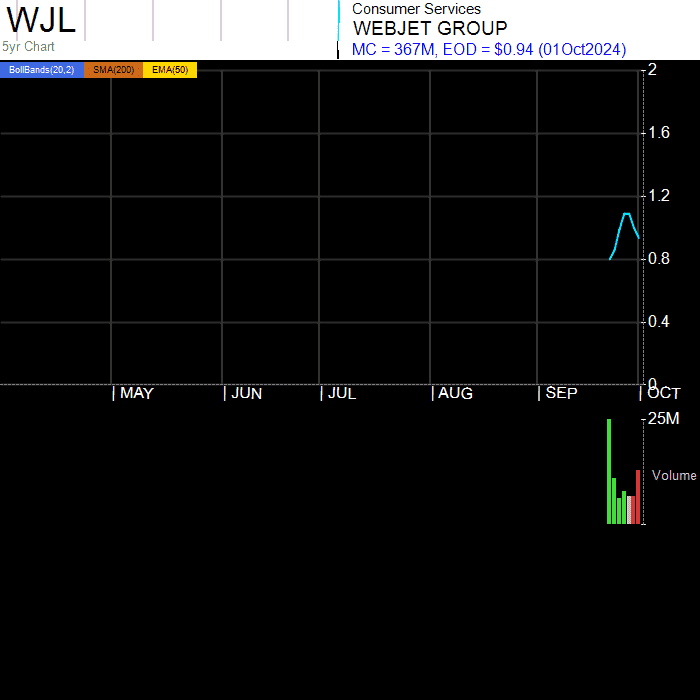 WJL
5yr Chart
Consumer Services
WEBJET GROUP
MC = 367M, EOD = $0.94 (01Oct2024)
BollBands(20,2) SMA(200) EMA(50)
2
1.6
1.2
0.8
0.4
0
| MAY | JUN | JUL | AUG | SEP | OCT
25M
Volume